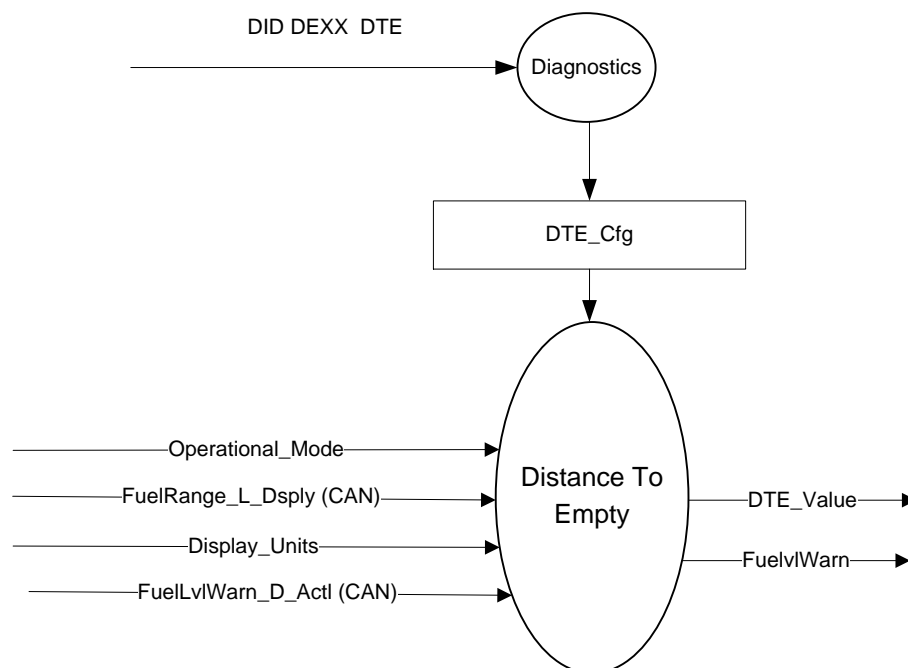 DID DEXX  DTE
Diagnostics
DTE_Cfg
Operational_Mode
FuelRange_L_Dsply (CAN)
Display_Units
FuelLvlWarn_D_Actl (CAN)
Distance To
Empty
DTE_Value
FuelvlWarn